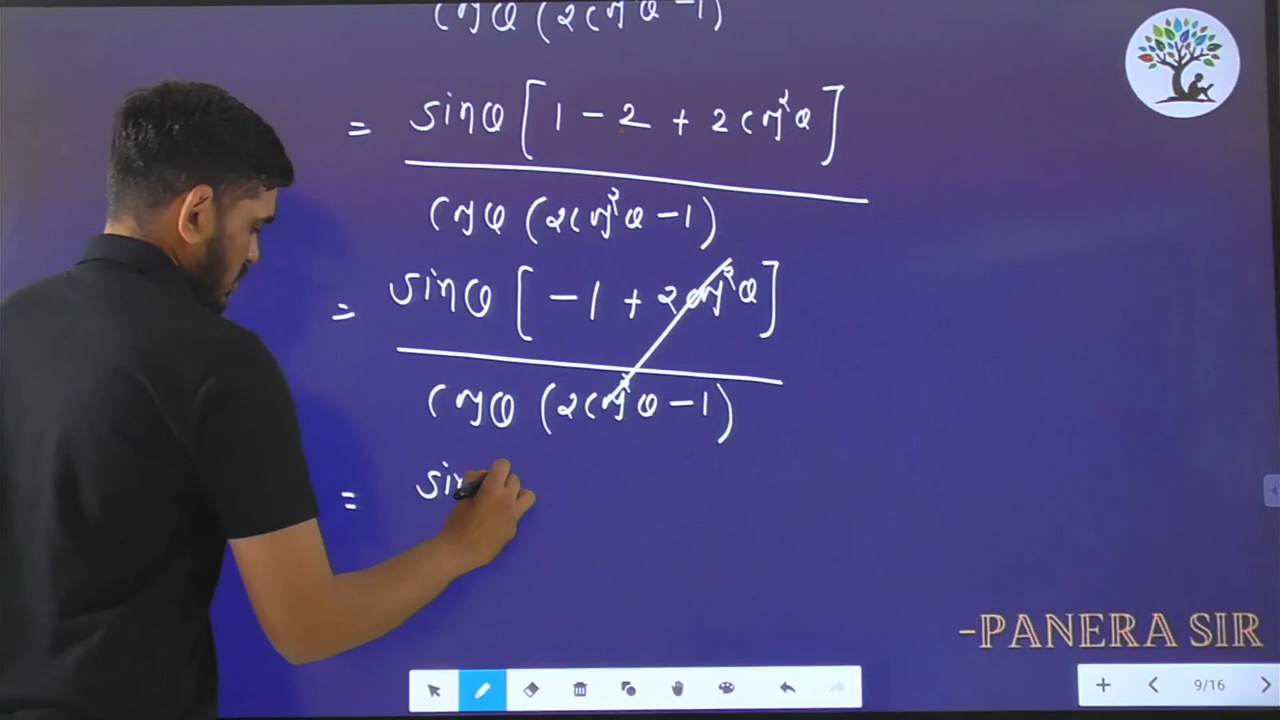 cosθ (2cos²θ -1)
= sinθ [1 - 2 + 2cos²θ]
cosθ (2cos²θ -1)
= sinθ [-1 + 2cos²θ]
cosθ (2cos²θ -1)
= sin
-PANERA SIR
9/16